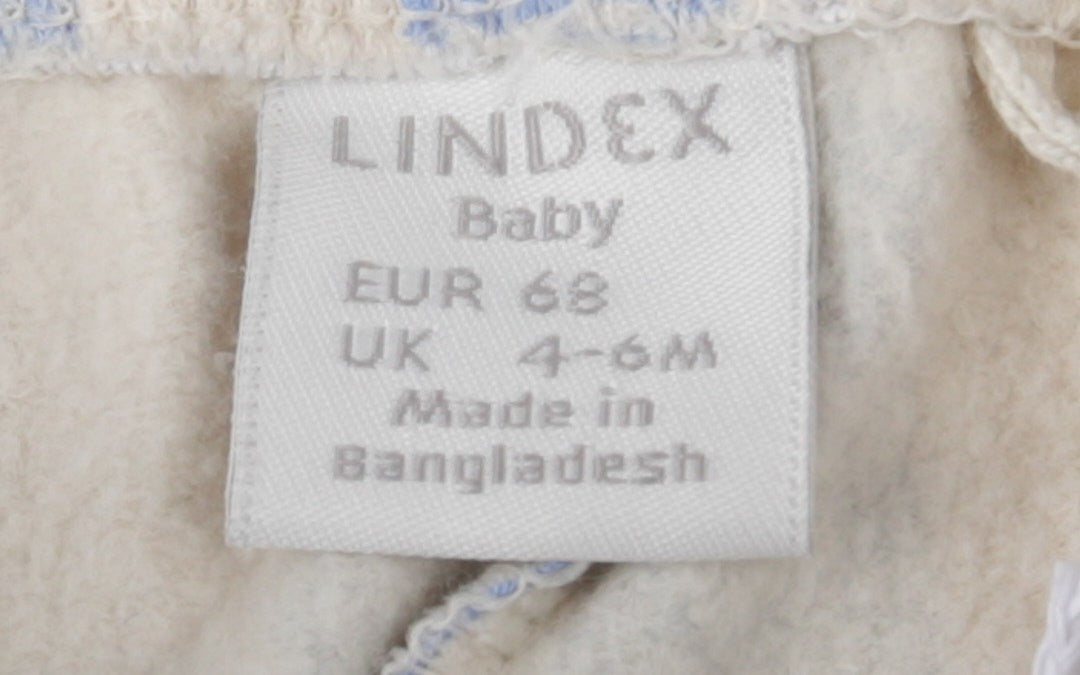 LINDEX
Baby
EUR 68
UK 4-6M
Made in
Bangladesh